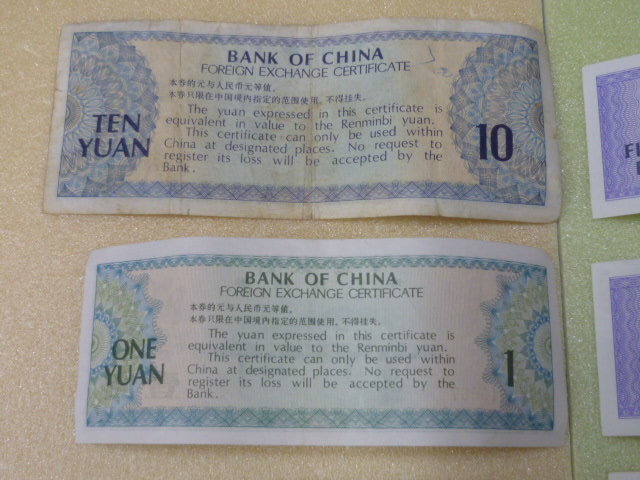 BANK OF CHINA
FOREIGN EXCHANGE CERTIFICATE
本券的元与人民币元等值。
本券只限在中国境内指定的范围使用。不得挂失。
The yuan expressed in this certificate is
equivalent in value to the Renminbi yuan.
This certificate can only be used within
China at designated places. No request to
register its loss will be accepted by the
Bank.
TEN
YUAN
10
BANK OF CHINA
FOREIGN EXCHANGE CERTIFICATE
本券的元与人民币元等值。
本券只限在中国境内指定的范围使用。不得挂失。
The yuan expressed in this certificate is
equivalent in value to the Renminbi yuan.
This certificate can only be used within
China at designated places. No request to
register its loss will be accepted by the
Bank.
ONE
YUAN
1